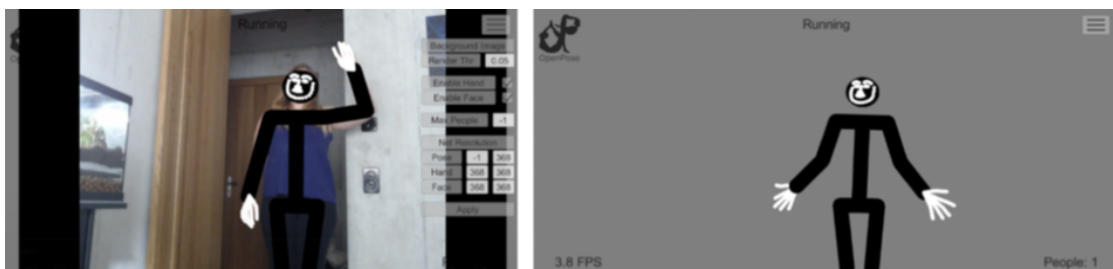 Running
Background Image
Render Thr 0.05
Enable Hand
Enable Face
Max People -1
Net Resolution
Pose -1 368
Hand 368 368
Face 368 368
Apply
OpenPose
Running
3.8 FPS
People: 1